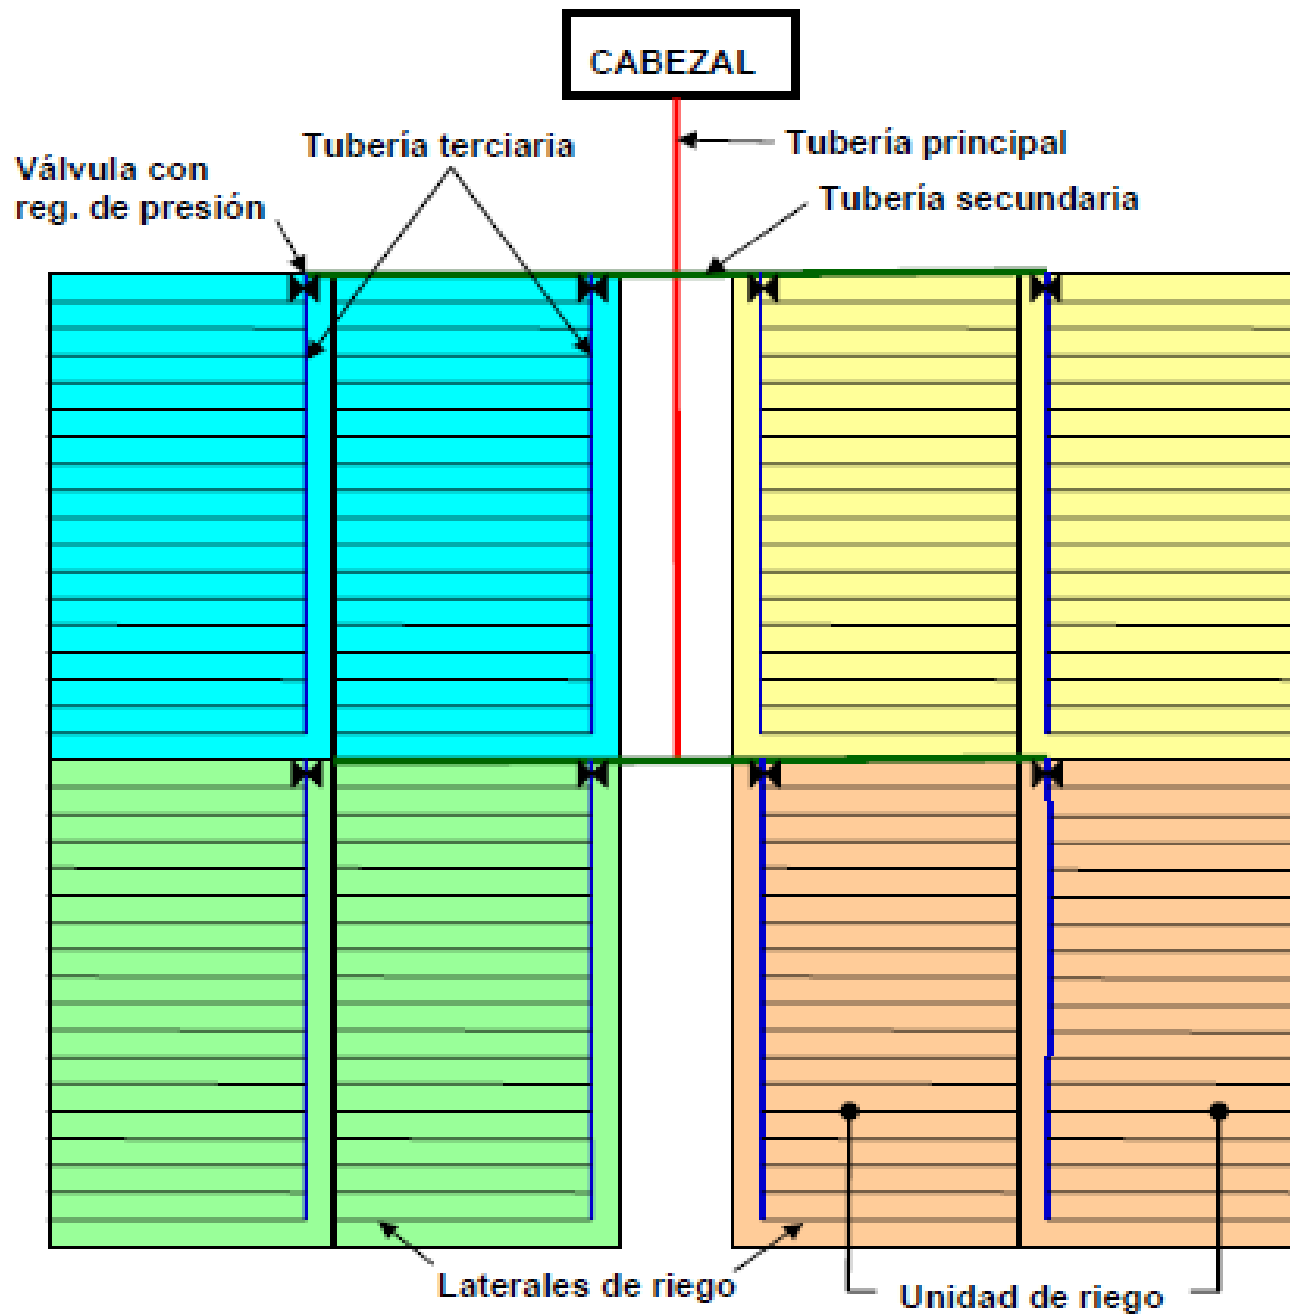 CABEZAL
Tubería terciaria
Tubería principal
Válvula con
reg. de presión
Tubería secundaria
Laterales de riego
Unidad de riego